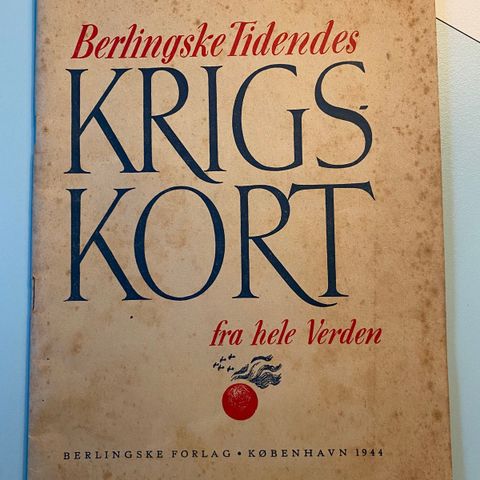 Berlingske Tidendes
KRIGS-
KORT
fra hele Verden
BERLINGSKE FORLAG • KØBENHAVN 1944